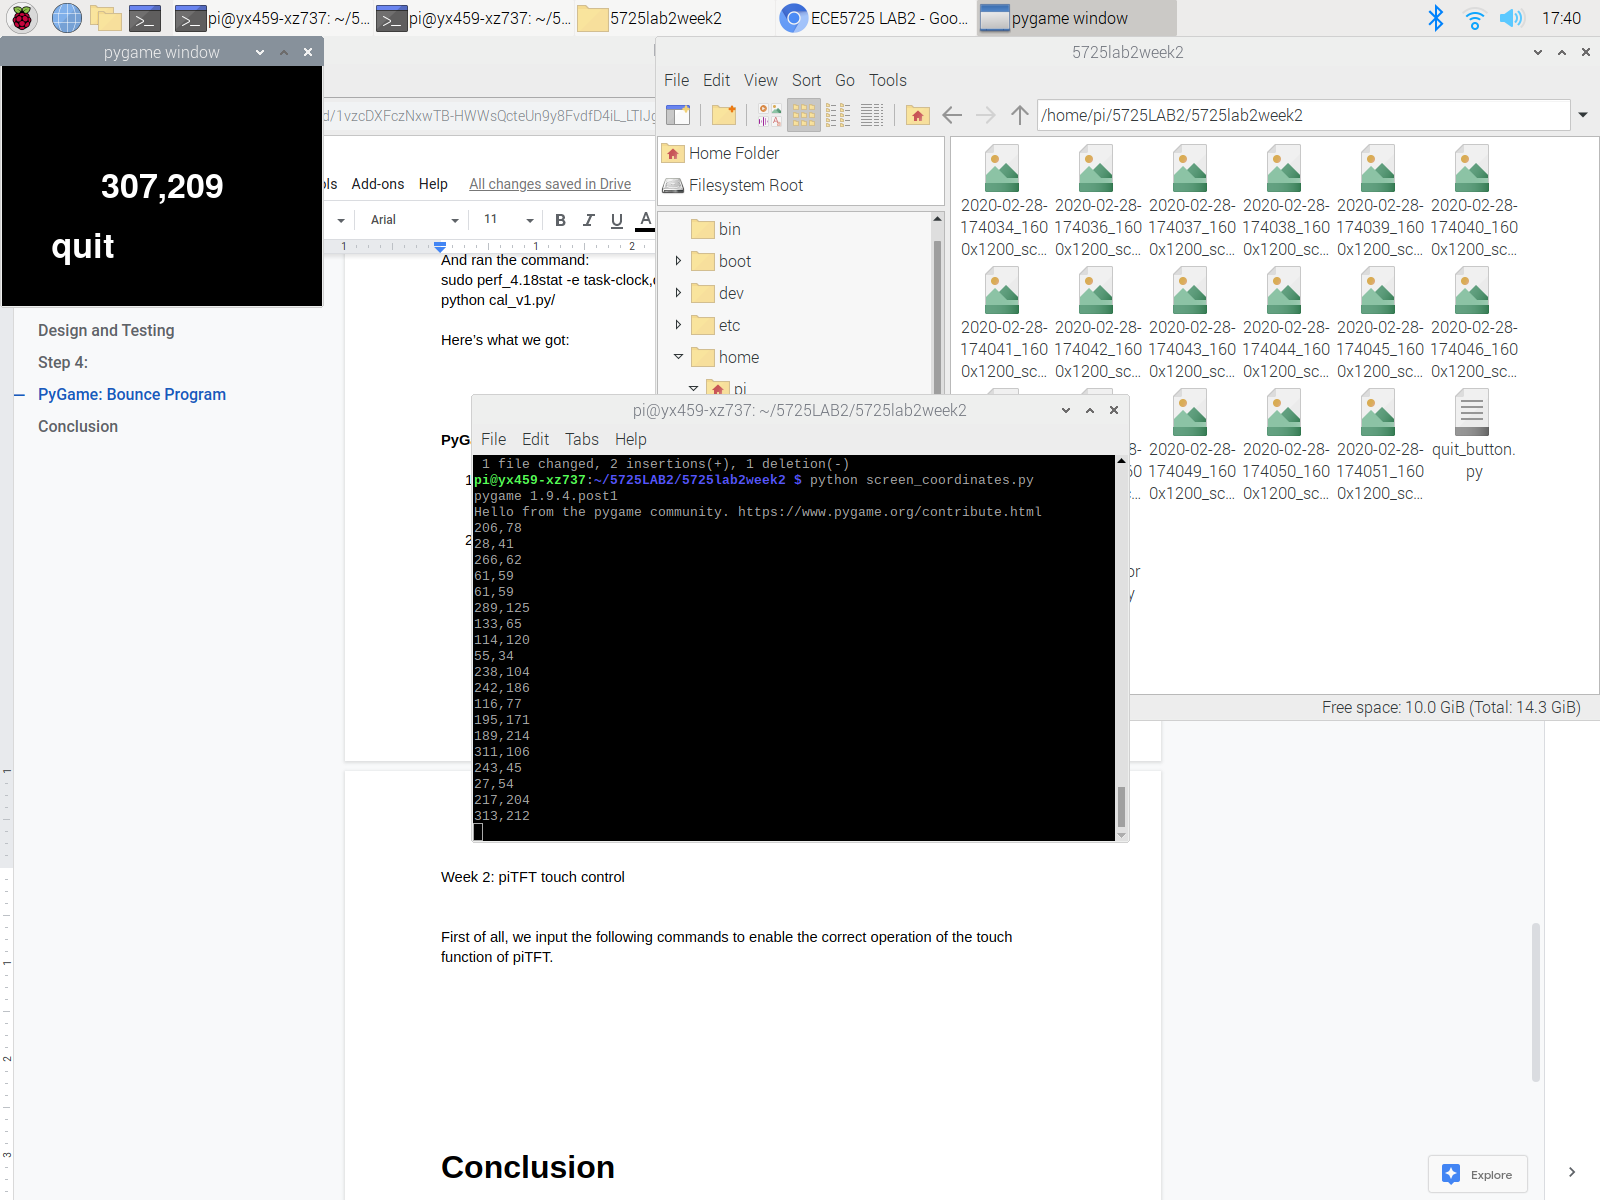 pi@yx459-xz737: ~/5...
pi@yx459-xz737: ~/5...
5725lab2week2
ECE5725 LAB2 - Goo...
pygame window
17:40
pygame window
307,209
quit
d/1vzcDXFczNxwTB-HWWsQcteUn9y8FvdfD4iL_LTIJg
ols Add-ons Help All changes saved in Drive
Arial 11 B I U A
1 1 2
And ran the command:
sudo perf_4.18stat -e task-clock,
python cal_v1.py/
Here's what we got:
PyG
1
2
Design and Testing
Step 4:
PyGame: Bounce Program
Conclusion
5725lab2week2
File Edit View Sort Go Tools
/home/pi/5725LAB2/5725lab2week2
Home Folder
Filesystem Root
bin
boot
dev
etc
home
pi
2020-02-28-174034_1600x1200_sc...
2020-02-28-174036_1600x1200_sc...
2020-02-28-174037_1600x1200_sc...
2020-02-28-174038_1600x1200_sc...
2020-02-28-174039_1600x1200_sc...
2020-02-28-174040_1600x1200_sc...
2020-02-28-174041_1600x1200_sc...
2020-02-28-174042_1600x1200_sc...
2020-02-28-174043_1600x1200_sc...
2020-02-28-174044_1600x1200_sc...
2020-02-28-174045_1600x1200_sc...
2020-02-28-174046_1600x1200_sc...
2020-02-28-174049_1600x1200_sc...
2020-02-28-174050_1600x1200_sc...
2020-02-28-174051_1600x1200_sc...
quit_button.py
or
y
Free space: 10.0 GiB (Total: 14.3 GiB)
pi@yx459-xz737: ~/5725LAB2/5725lab2week2
File Edit Tabs Help
1 file changed, 2 insertions(+), 1 deletion(-)
pi@yx459-xz737:~/5725LAB2/5725lab2week2 $ python screen_coordinates.py
pygame 1.9.4.post1
Hello from the pygame community. https://www.pygame.org/contribute.html
206,78
28,41
266,62
61,59
61,59
289,125
133,65
114,120
55,34
238,104
242,186
116,77
195,171
189,214
311,106
243,45
27,54
217,204
313,212
Week 2: piTFT touch control
First of all, we input the following commands to enable the correct operation of the touch
function of piTFT.
Conclusion
1
1
2
3
Explore